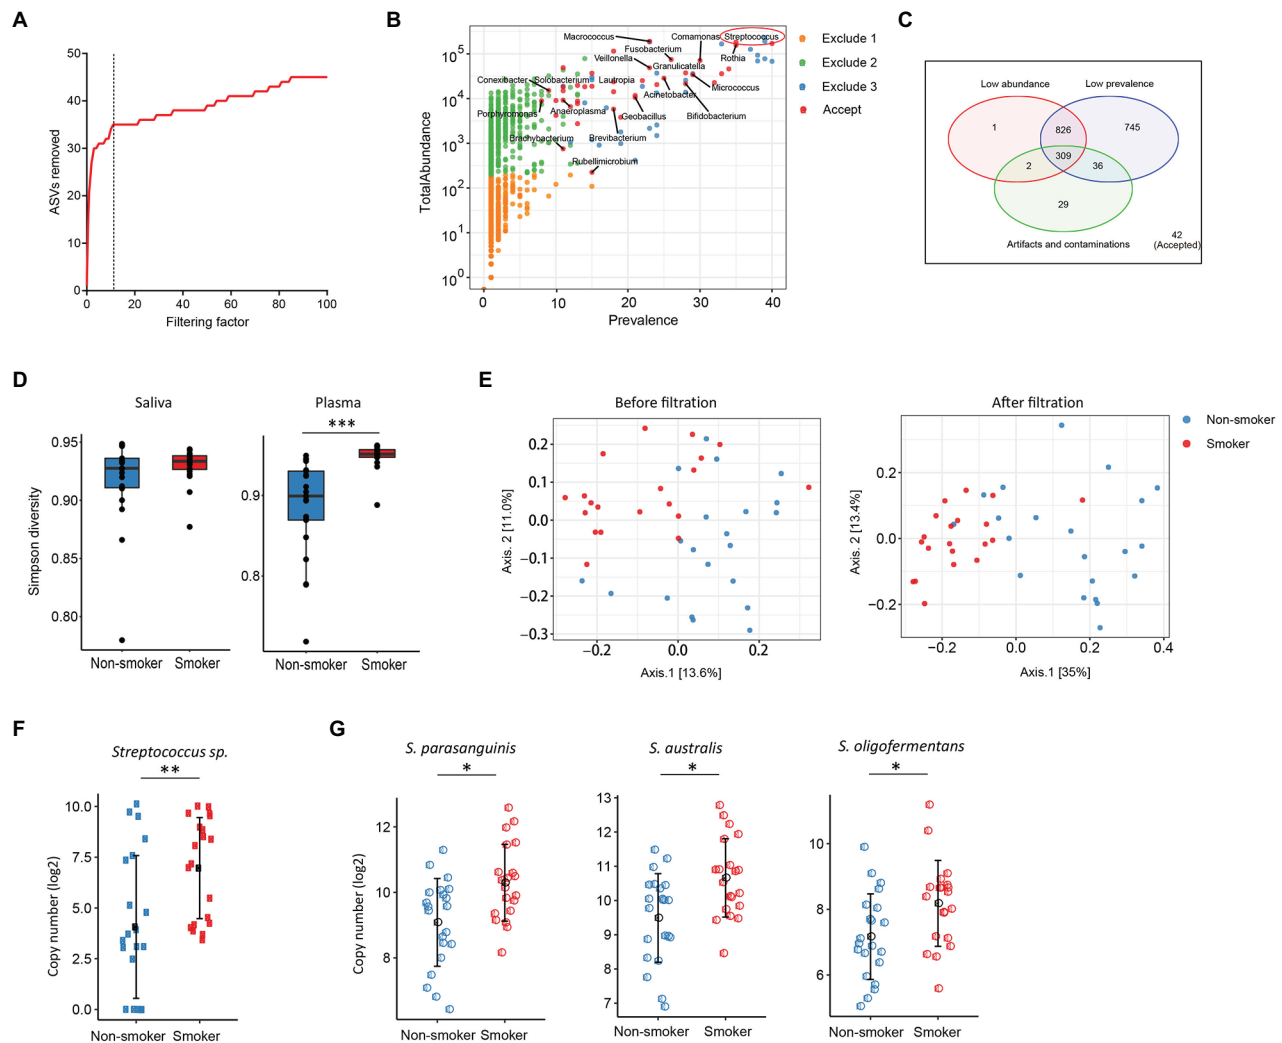 A
50
40
30
20
10
0
ASVs removed
0
20
40
60
80
100
Filtering factor
B
10^5
10^4
10^3
10^2
10^1
10^0
TotalAbundance
Macrococcus
Comamonas
Streptococcus
Fusobacterium
Veillonella
Rothia
Granulicatella
Conexibacter
Solobacterium
Lautropia
Micrococcus
Acinetobacter
Porphyromonas
Anaeroplasma
Geobacillus
Bifidobacterium
Brachybacterium
Brevibacterium
Rubellimicrobium
0
10
20
30
40
Prevalence
Exclude 1
Exclude 2
Exclude 3
Accept
C
Low abundance
Low prevalence
1
826
745
309
2
36
29
Artifacts and contaminations
42
(Accepted)
D
Saliva
Plasma
***
0.95
0.90
0.85
0.80
Simpson diversity
0.9
0.8
Non-smoker
Smoker
Non-smoker
Smoker
E
Before filtration
0.2
0.1
0.0
−0.1
−0.2
−0.3
Axis. 2 [11.0%]
−0.2
0.0
0.2
Axis.1 [13.6%]
After filtration
0.2
0.0
−0.2
Axis. 2 [13.4%]
−0.2
0.0
0.2
0.4
Axis.1 [35%]
Non-smoker
Smoker
F
Streptococcus sp.
**
10.0
7.5
5.0
2.5
0.0
Copy number (log2)
Non-smoker
Smoker
G
S. parasanguinis
*
12
10
8
Copy number (log2)
Non-smoker
Smoker
S. australis
*
13
12
11
10
9
8
7
Non-smoker
Smoker
S. oligofermentans
*
10
8
6
Non-smoker
Smoker